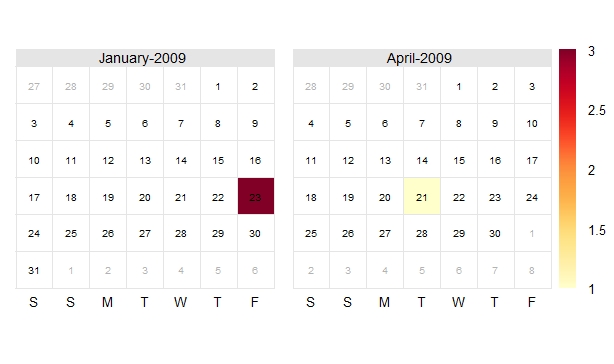 January-2009
27 28 29 30 31 1 2
3 4 5 6 7 8 9
10 11 12 13 14 15 16
17 18 19 20 21 22 23
24 25 26 27 28 29 30
31 1 2 3 4 5 6
S S M T W T F
April-2009
28 29 30 31 1 2 3
4 5 6 7 8 9 10
11 12 13 14 15 16 17
18 19 20 21 22 23 24
25 26 27 28 29 30 1
2 3 4 5 6 7 8
S S M T W T F
3
2.5
2
1.5
1